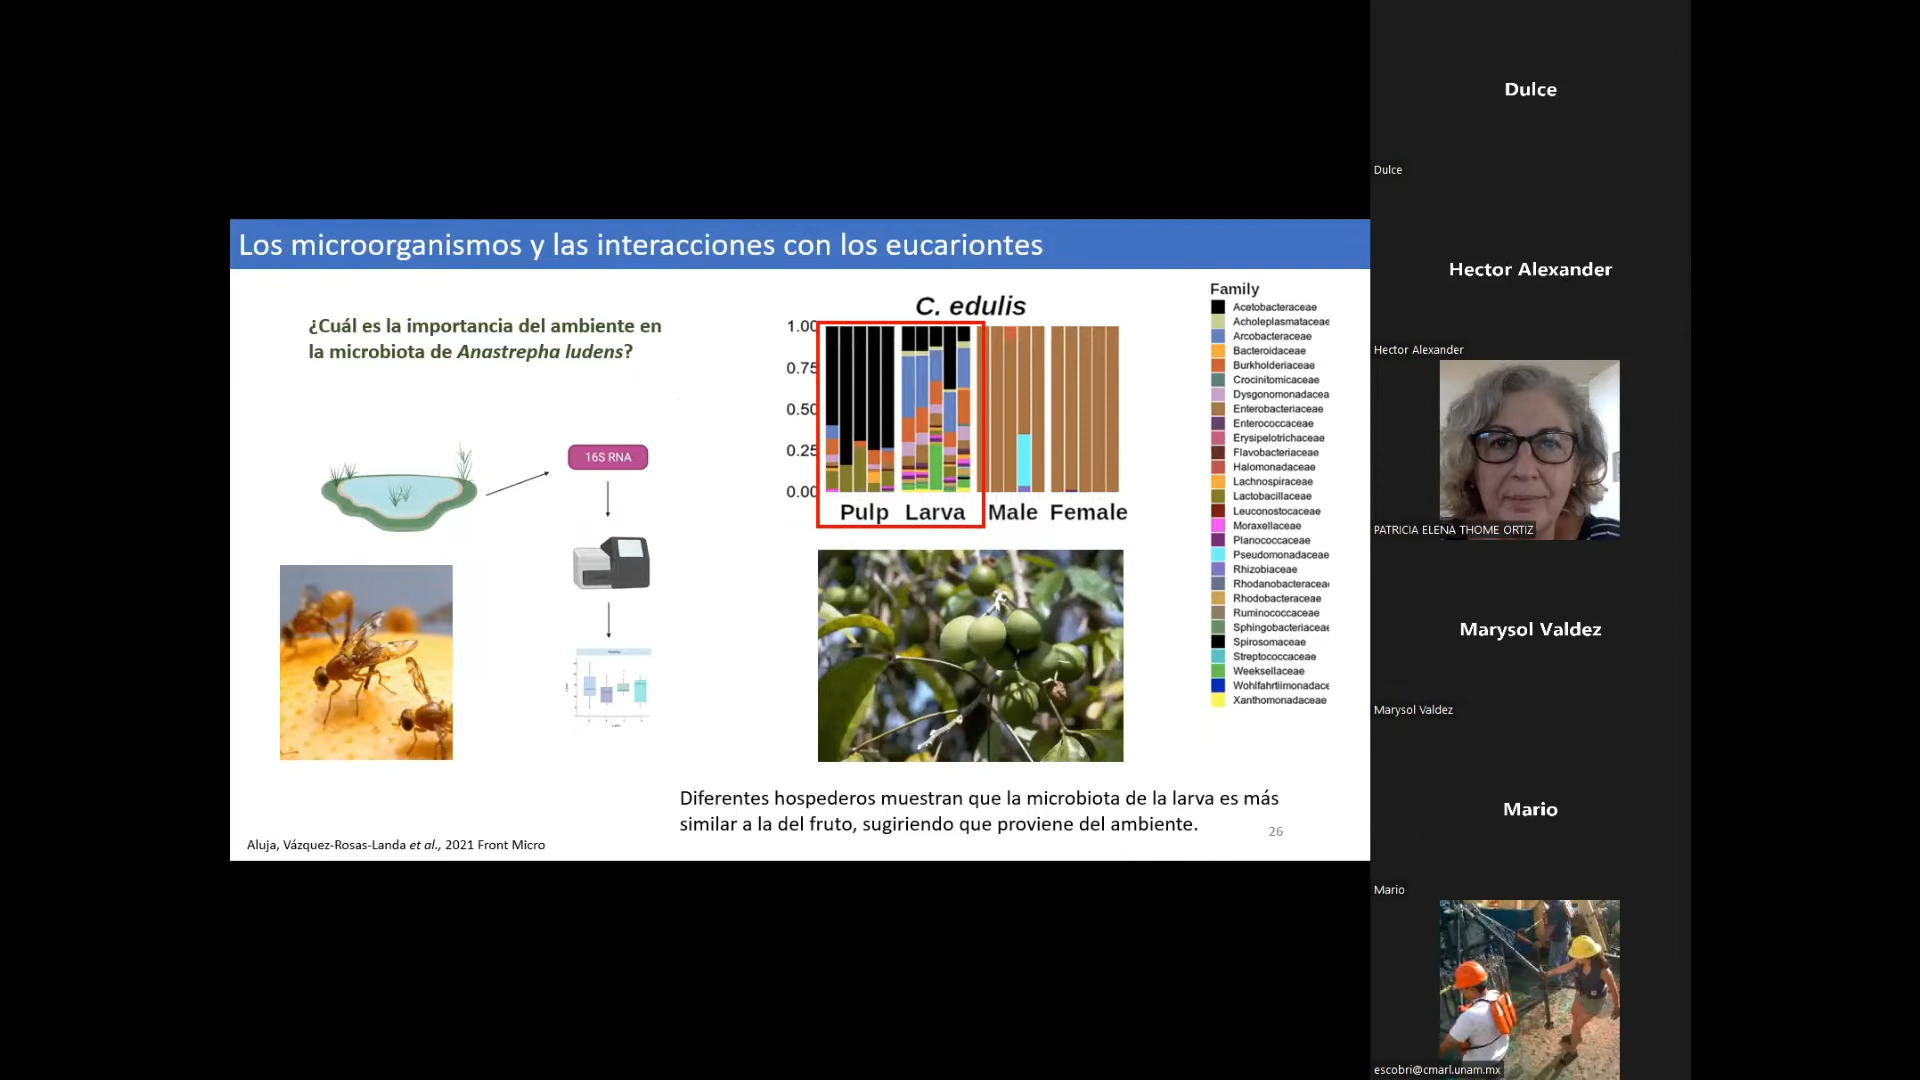 Los microorganismos y las interacciones con los eucariontes
¿Cuál es la importancia del ambiente en
la microbiota de Anastrepha ludens?
16S RNA
C. edulis
1.00
0.75
0.50
0.25
0.00
Pulp
Larva
Male
Female
Family
Acetobacteraceae
Acholeplasmataceae
Arcobacteraceae
Bacteroidaceae
Burkholderiaceae
Crocinitomicaceae
Dysgonomonadacea
Enterobacteriaceae
Enterococcaceae
Erysipelotrichaceae
Flavobacteriaceae
Halomonadaceae
Lachnospiraceae
Lactobacillaceae
Leuconostocaceae
Moraxellaceae
Planococcaceae
Pseudomonadaceae
Rhizobiaceae
Rhodanobacteraceae
Rhodobacteraceae
Ruminococcaceae
Sphingobacteriaceae
Spirosomaceae
Streptococcaceae
Weeksellaceae
Wohlfahrtiimonadace
Xanthomonadaceae
Diferentes hospederos muestran que la microbiota de la larva es más
similar a la del fruto, sugiriendo que proviene del ambiente.
26
Aluja, Vázquez-Rosas-Landa et al., 2021 Front Micro
Dulce
Dulce
Hector Alexander
Hector Alexander
PATRICIA ELENA THOME ORTIZ
Marysol Valdez
Marysol Valdez
Mario
Mario
escobri@cmarl.unam.mx